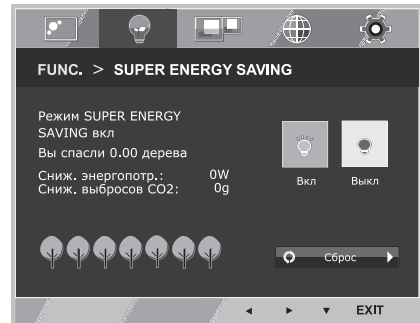 FUNC. > SUPER ENERGY SAVING
Режим SUPER ENERGY
SAVING вкл
Вы спасли 0.00 дерева
Сниж. энергопотр.: 0W
Сниж. выбросов CO2: 0g
Вкл Выкл
Сброс
EXIT